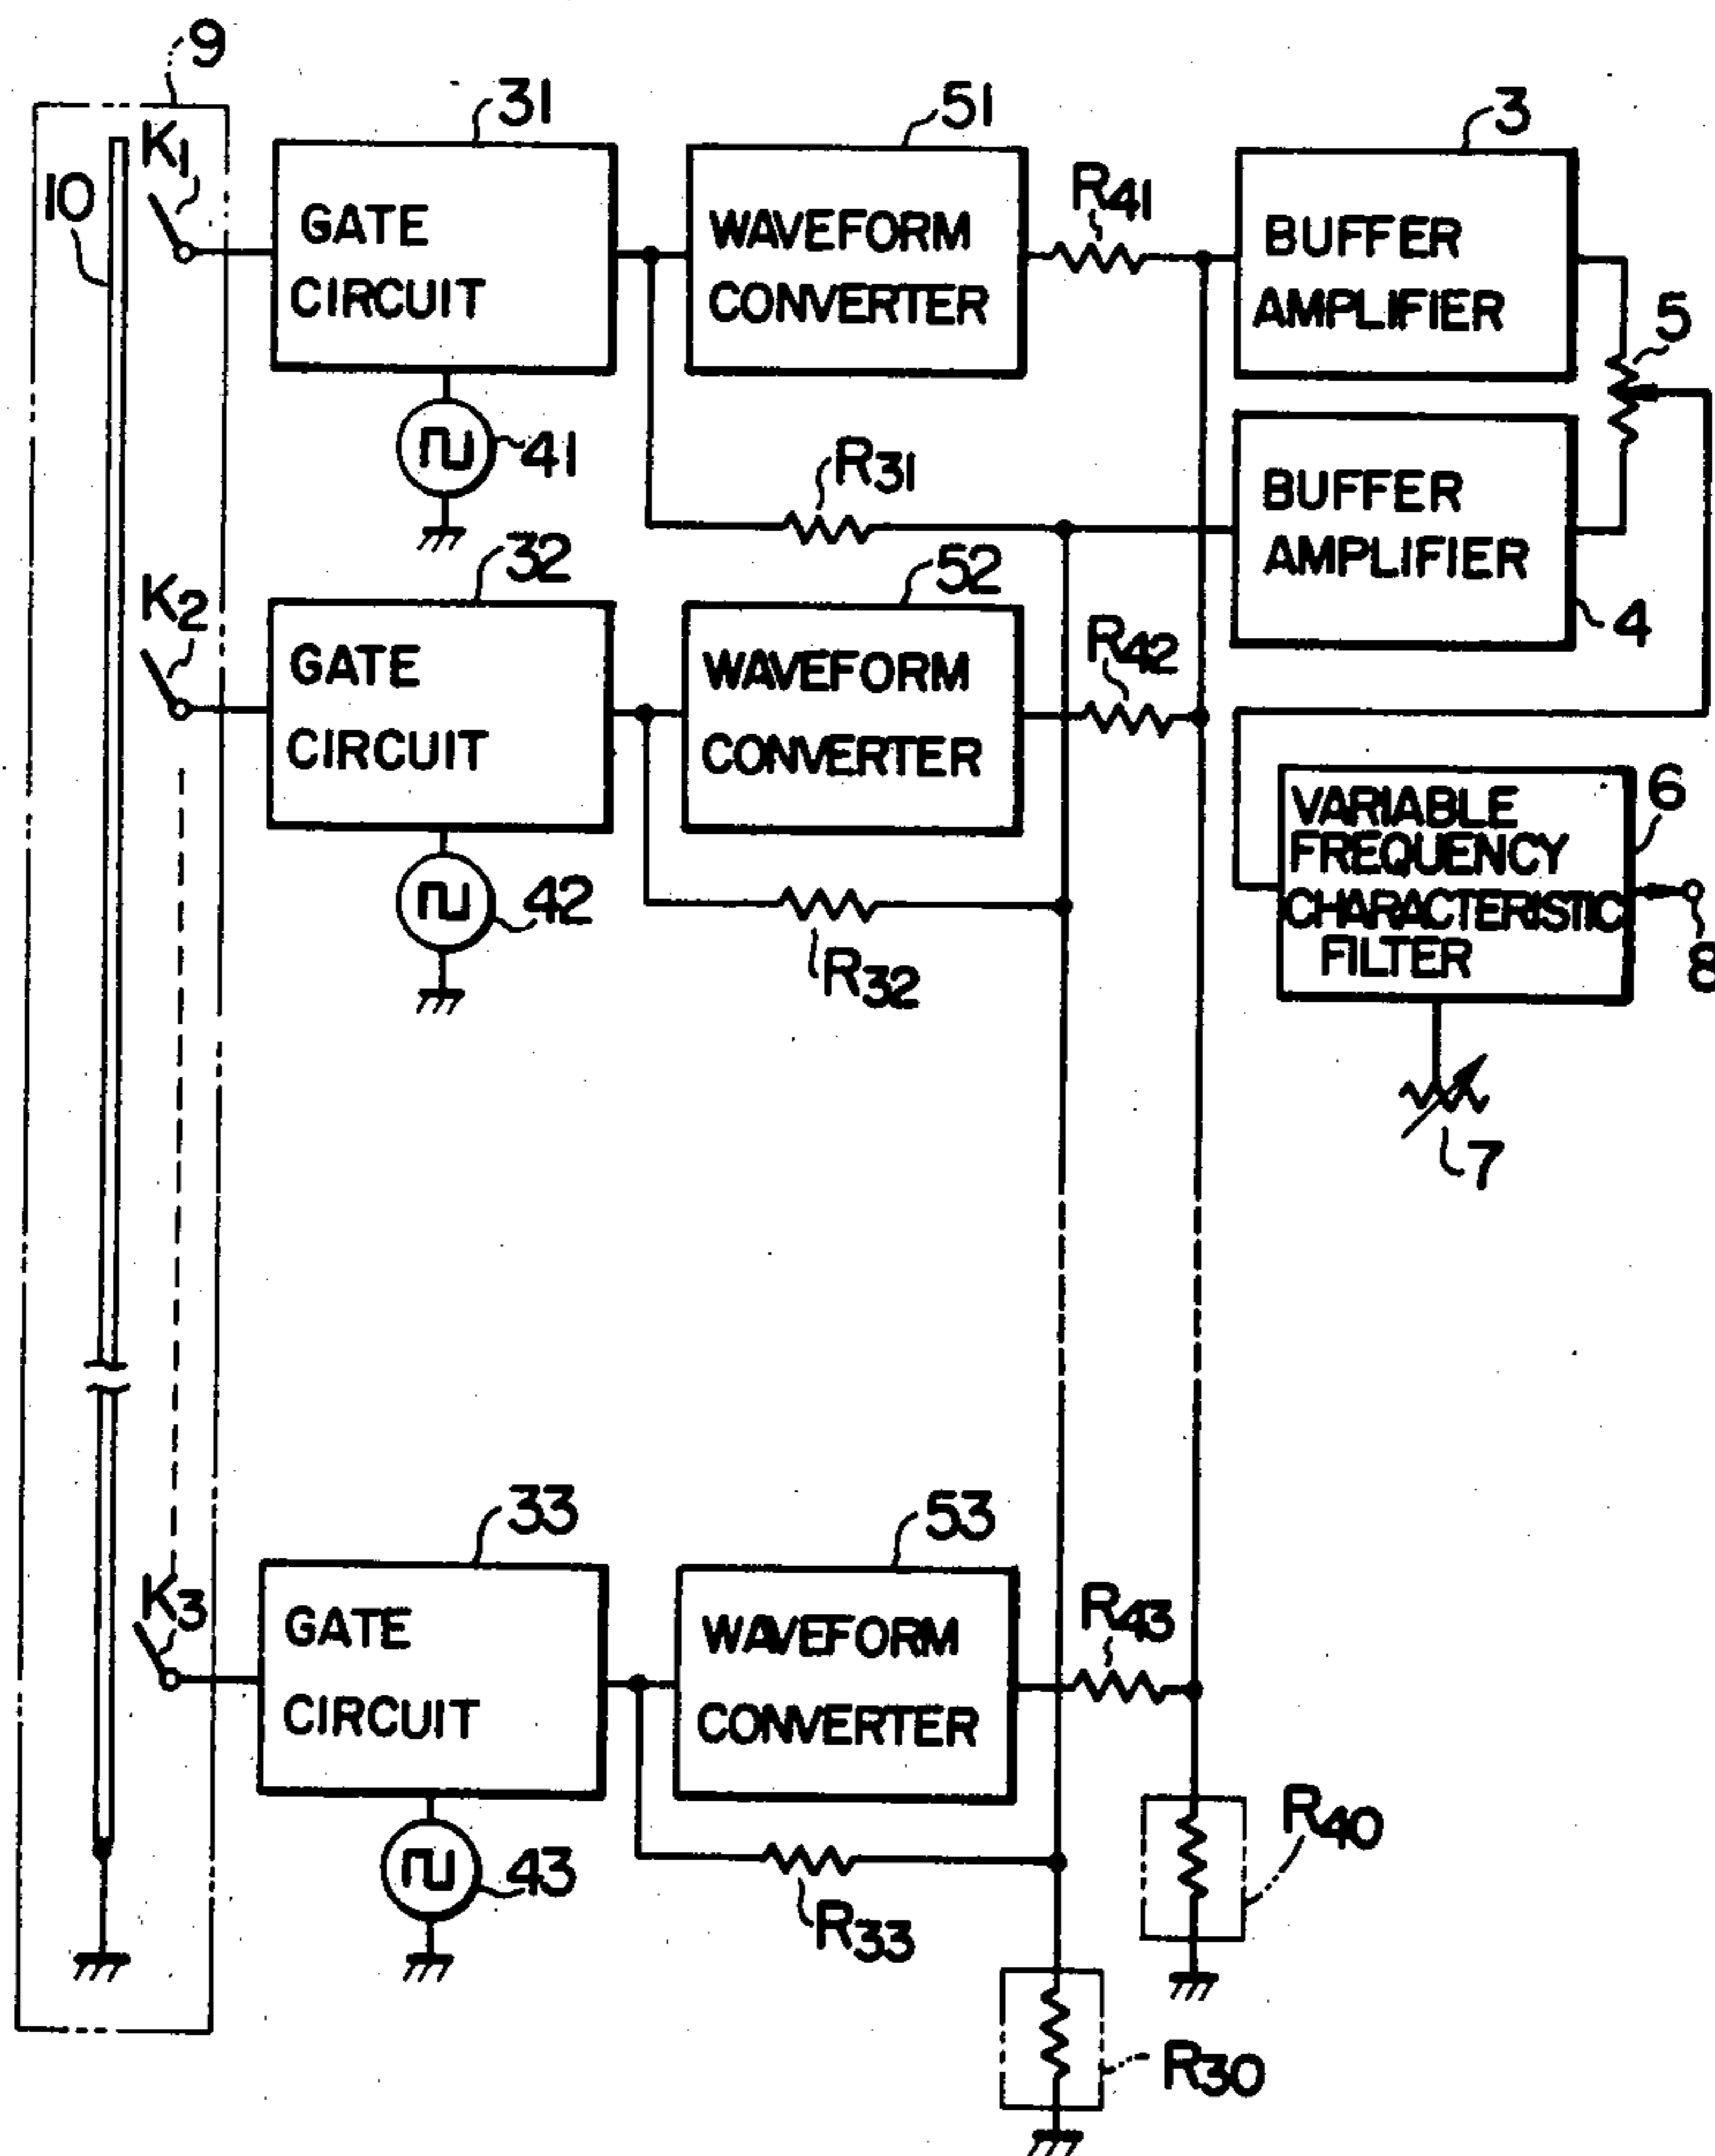 9
31
51
3
K1
10
GATE
CIRCUIT
WAVEFORM
CONVERTER
R41
BUFFER
AMPLIFIER
5
41
R31
BUFFER
AMPLIFIER
4
32
52
K2
GATE
CIRCUIT
WAVEFORM
CONVERTER
R42
42
R32
VARIABLE
FREQUENCY
CHARACTERISTIC
FILTER
6
8
7
33
53
K3
GATE
CIRCUIT
WAVEFORM
CONVERTER
R43
43
R33
R40
R30